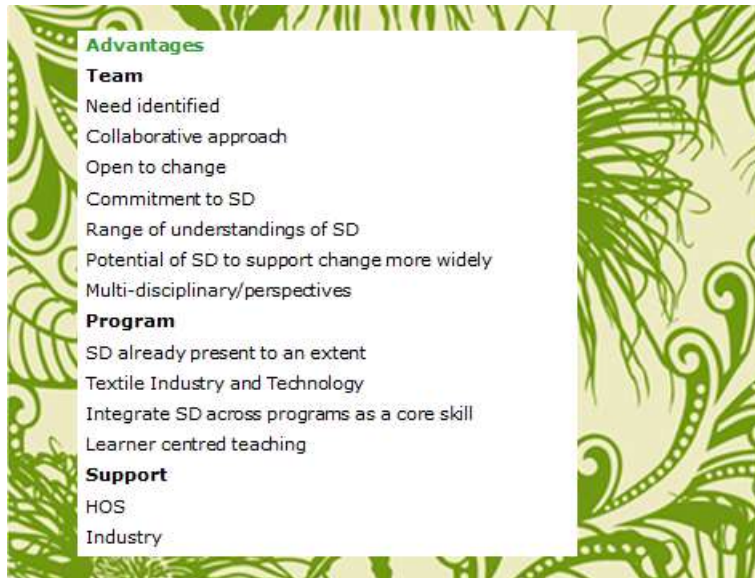 Advantages
Team
Need identified
Collaborative approach
Open to change
Commitment to SD
Range of understandings of SD
Potential of SD to support change more widely
Multi-disciplinary/perspectives
Program
SD already present to an extent
Textile Industry and Technology
Integrate SD across programs as a core skill
Learner centred teaching
Support
HOS
Industry